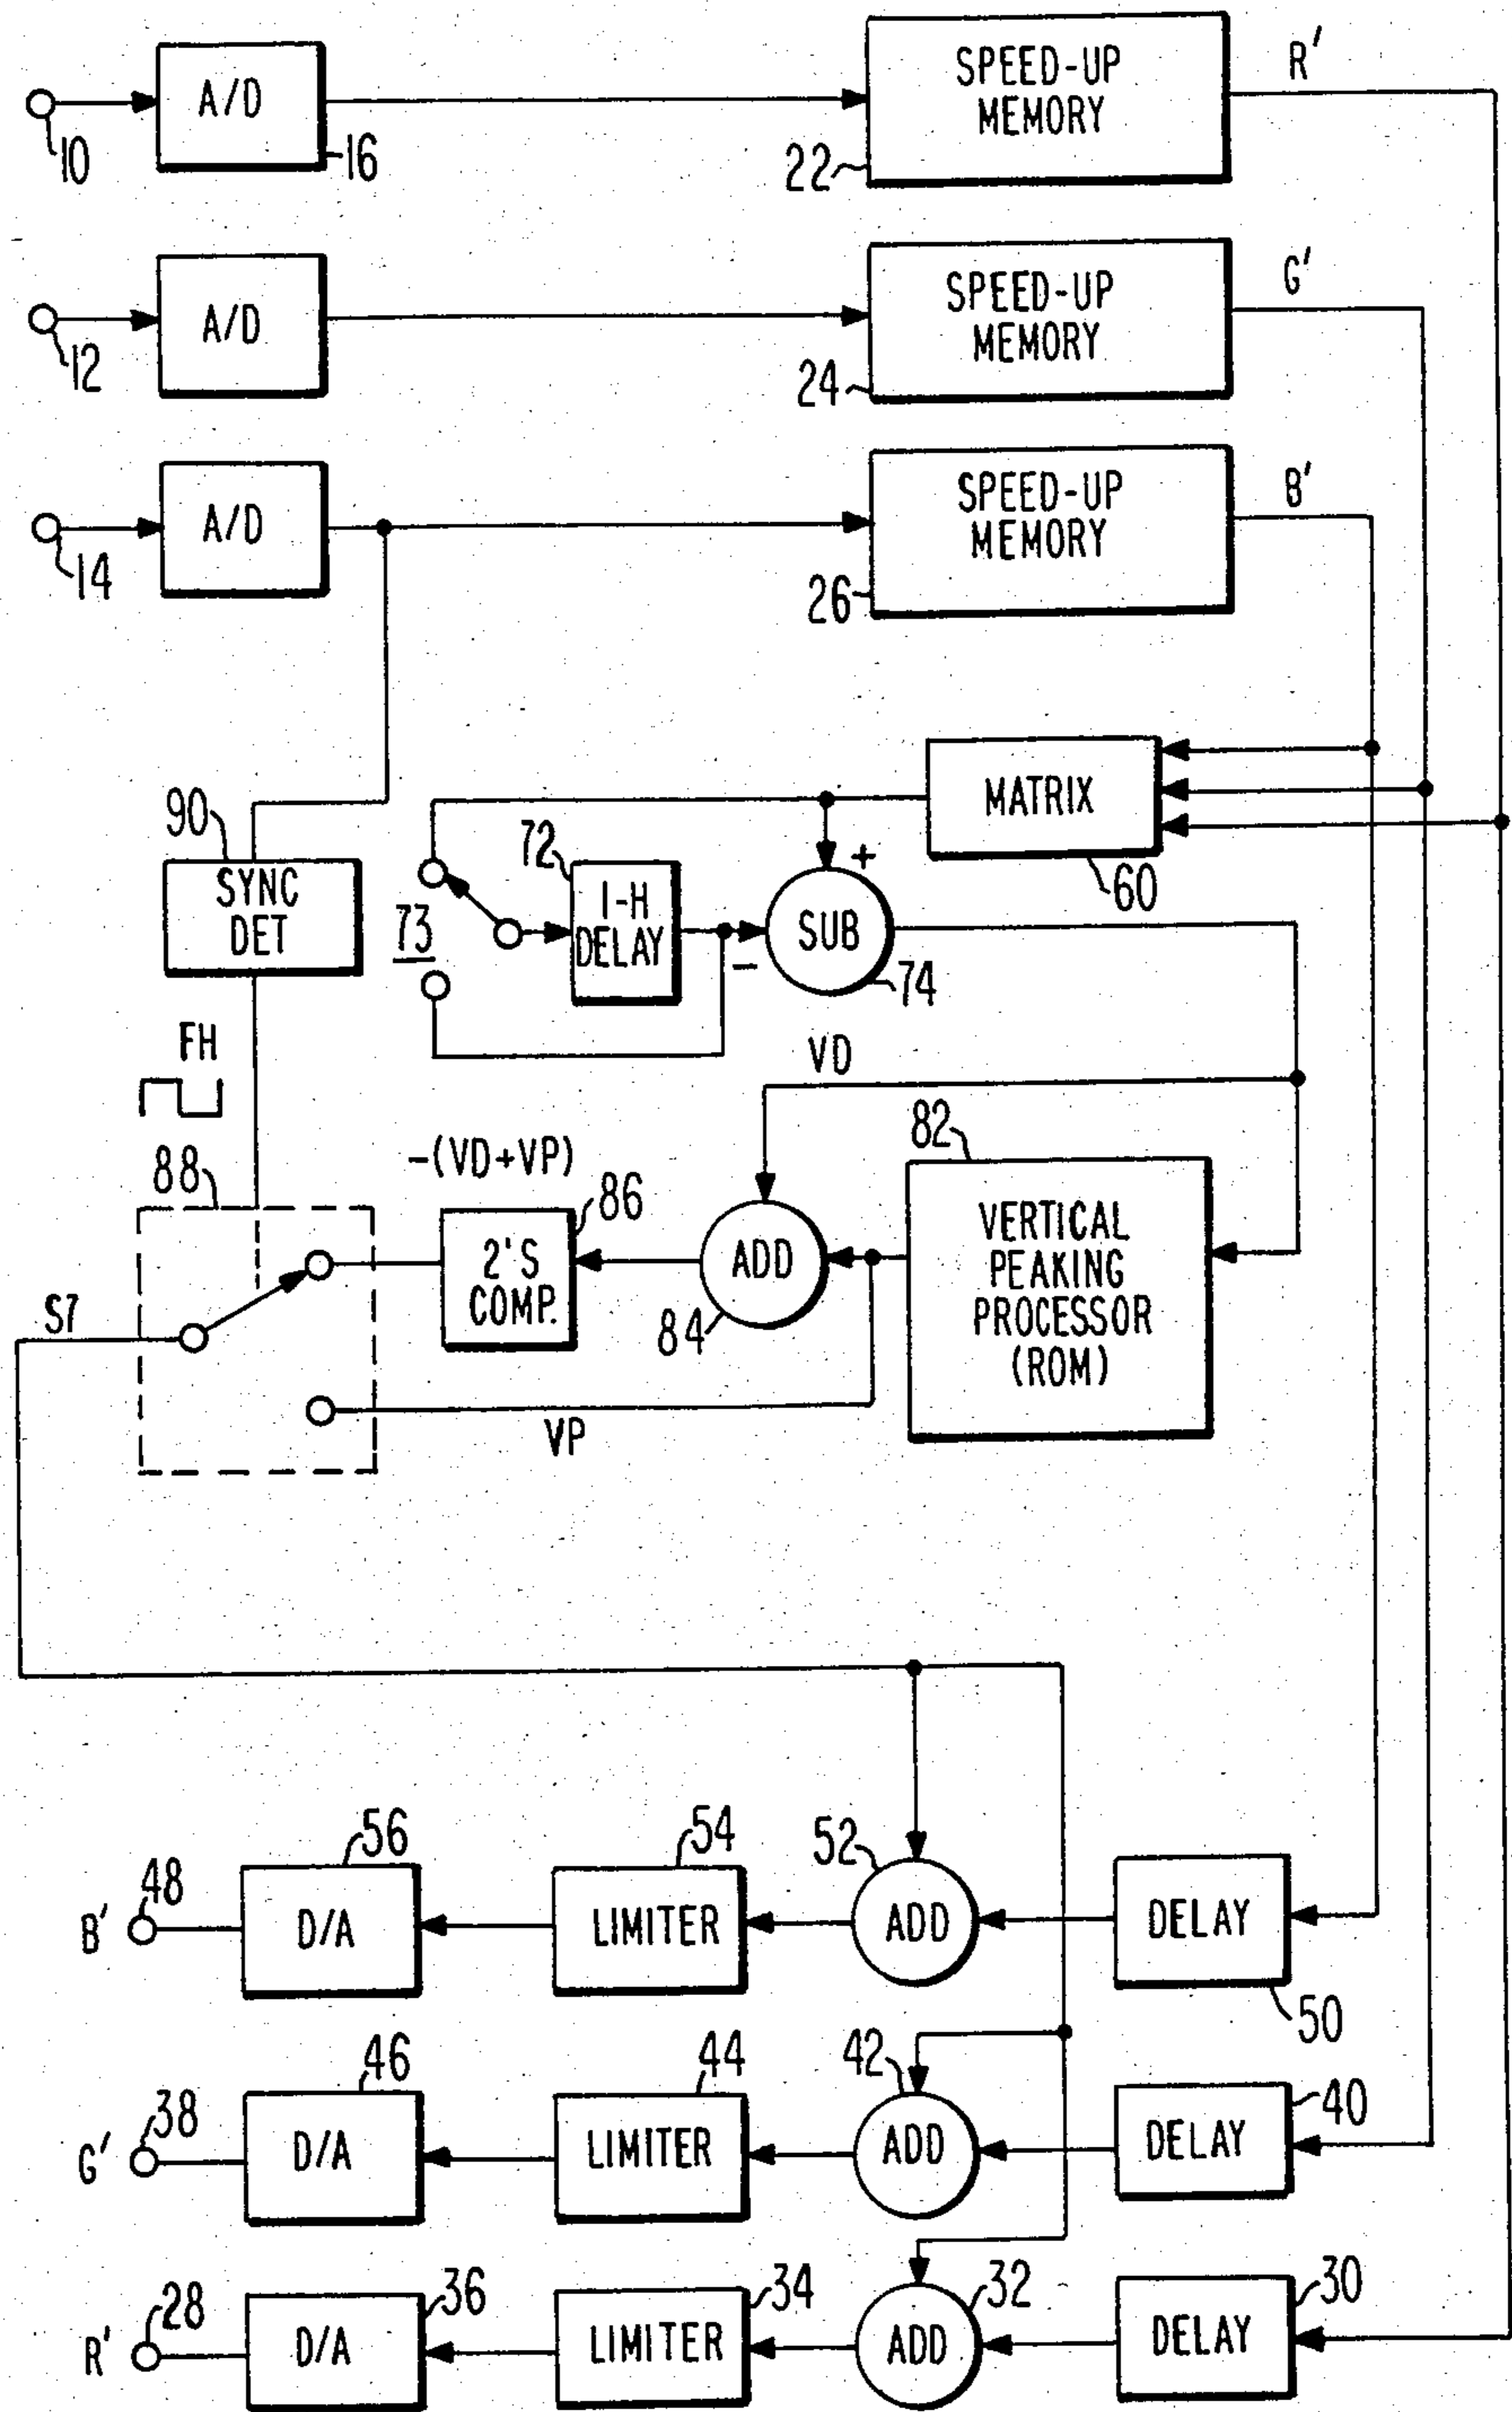 A/D
10
16
SPEED-UP
MEMORY
22
R'
A/D
12
SPEED-UP
MEMORY
24
G'
A/D
14
SPEED-UP
MEMORY
26
B'
MATRIX
60
90
SYNC
DET
72
1-H
DELAY
73
+
-
SUB
74
VD
FH
88
-(VD+VP)
86
2'S
COMP.
ADD
84
82
VERTICAL
PEAKING
PROCESSOR
(ROM)
S7
VP
B'
48
56
D/A
54
LIMITER
52
ADD
DELAY
50
G'
38
46
D/A
44
LIMITER
42
ADD
DELAY
40
R'
28
D/A
36
LIMITER
34
ADD
32
DELAY
30